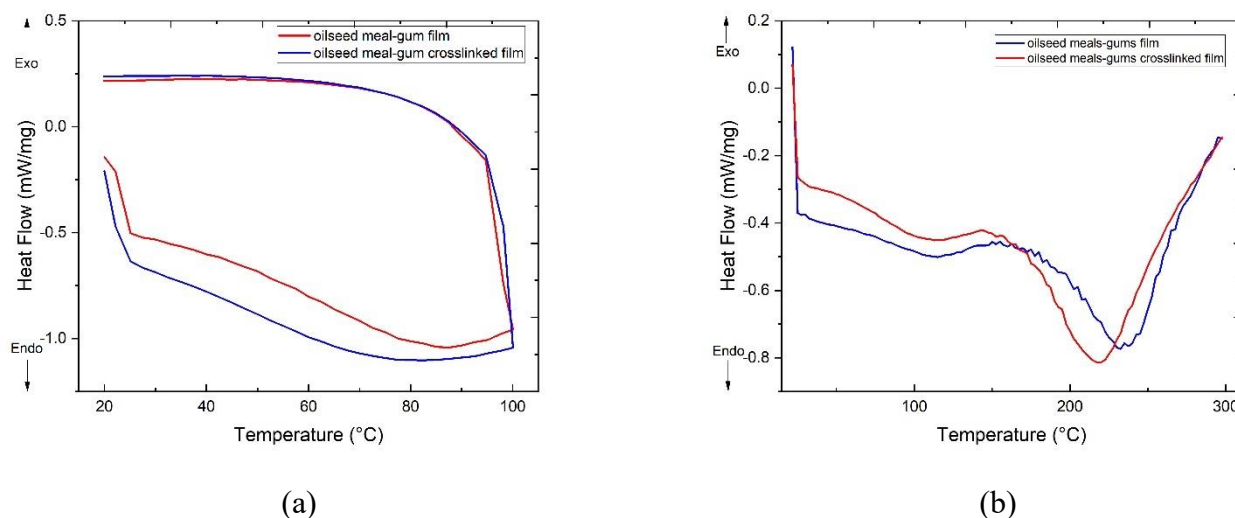 0.5
0.0
-0.5
-1.0
Exo
Endo
Heat Flow (mW/mg)
oilseed meal-gum film
oilseed meal-gum crosslinked film
20 40 60 80 100
Temperature (°C)
(a)
0.2
0.0
-0.2
-0.4
-0.6
-0.8
Exo
Endo
Heat Flow (mW/mg)
oilseed meals-gums film
oilseed meals-gums crosslinked film
100 200 300
Temperature (°C)
(b)